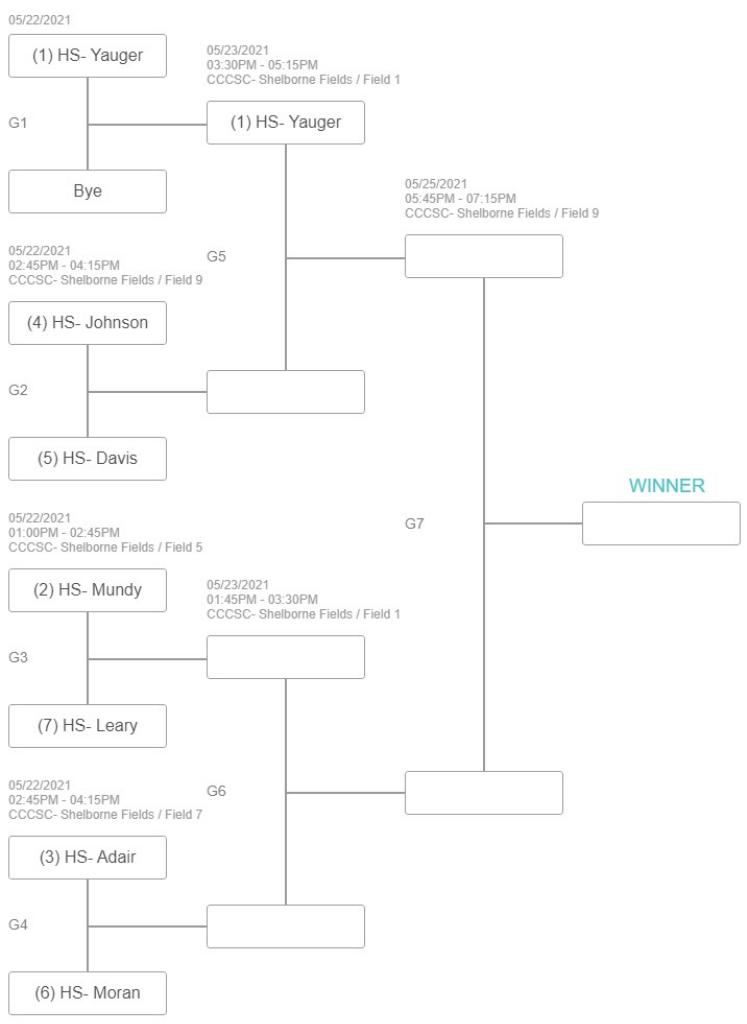 05/22/2021
(1) HS- Yauger
G1
Bye
05/23/2021
03:30PM - 05:15PM
CCCSC- Shelborne Fields / Field 1
(1) HS- Yauger
G5
05/22/2021
02:45PM - 04:15PM
CCCSC- Shelborne Fields / Field 9
(4) HS- Johnson
G2
(5) HS- Davis
05/25/2021
05:45PM - 07:15PM
CCCSC- Shelborne Fields / Field 9
G7
WINNER
05/22/2021
01:00PM - 02:45PM
CCCSC- Shelborne Fields / Field 5
(2) HS- Mundy
G3
(7) HS- Leary
05/23/2021
01:45PM - 03:30PM
CCCSC- Shelborne Fields / Field 1
G6
05/22/2021
02:45PM - 04:15PM
CCCSC- Shelborne Fields / Field 7
(3) HS- Adair
G4
(6) HS- Moran